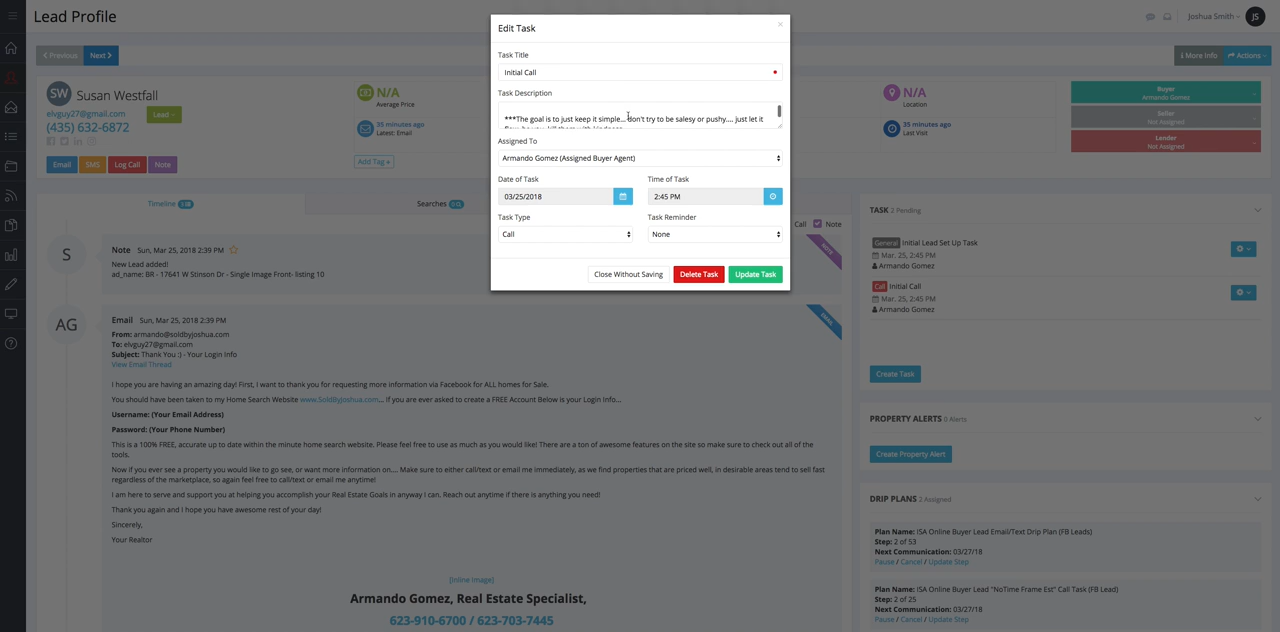 Lead Profile
Joshua Smith
JS
Previous
Next
More Info
Actions
SW
Susan Westfall
elvguy27@gmail.com
Lead
(435) 632-6872
Email
SMS
Log Call
Note
N/A
Average Price
35 minutes ago
Latest: Email
Add Tag +
N/A
Location
35 minutes ago
Last Visit
Buyer
Armando Gomez
Seller
Not Assigned
Lender
Not Assigned
Edit Task
×
Task Title
Initial Call
Task Description
***The goal is to just keep it simple... don't try to be salesy or pushy.... just let it
Assigned To
Armando Gomez (Assigned Buyer Agent)
Date of Task
Time of Task
03/25/2018
2:45 PM
Task Type
Task Reminder
Call
None
Close Without Saving
Delete Task
Update Task
Timeline
Searches
Call
Note
S
Note Sun, Mar 25, 2018 2:39 PM
New Lead added!
ad_name: BR - 17641 W Stinson Dr - Single Image Front- listing 10
NOTE
AG
Email Sun, Mar 25, 2018 2:39 PM
EMAIL
From: armando@soldbyjoshua.com
To: elvguy27@gmail.com
Subject: Thank You :) - Your Login Info
View Email Thread
I hope you are having an amazing day! First, I want to thank you for requesting more information via Facebook for ALL homes for Sale.
You should have been taken to my Home Search Website www.SoldByJoshua.com... If you are ever asked to create a FREE Account Below is your Login Info...
Username: (Your Email Address)
Password: (Your Phone Number)
This is a 100% FREE, accurate up to date within the minute home search website. Please feel free to use as much as you would like! There are a ton of awesome features on the site so make sure to check out all of the
tools.
Now if you ever see a property you would like to go see, or want more information on.... Make sure to either call/text or email me immediately, as we find properties that are priced well, in desirable areas tend to sell fast
regardless of the marketplace, so again feel free to call/text or email me anytime!
I am here to serve and support you at helping you accomplish your Real Estate Goals in anyway I can. Reach out anytime if there is anything you need!
Thank you again and I hope you have awesome rest of your day!
Sincerely,
Your Realtor
[Inline Image]
Armando Gomez, Real Estate Specialist,
623-910-6700 / 623-703-7445
TASK 2 Pending
General Initial Lead Set Up Task
Mar. 25, 2:45 PM
Armando Gomez
Call Initial Call
Mar. 25, 2:45 PM
Armando Gomez
Create Task
PROPERTY ALERTS 0 Alerts
Create Property Alert
DRIP PLANS 2 Assigned
Plan Name: ISA Online Buyer Lead Email/Text Drip Plan (FB Leads)
Step: 2 of 53
Next Communication: 03/27/18
Pause / Cancel / Update Step
Plan Name: ISA Online Buyer Lead "NoTime Frame Est" Call Task (FB Lead)
Step: 2 of 25
Next Communication: 03/27/18
Pause / Cancel / Update Step